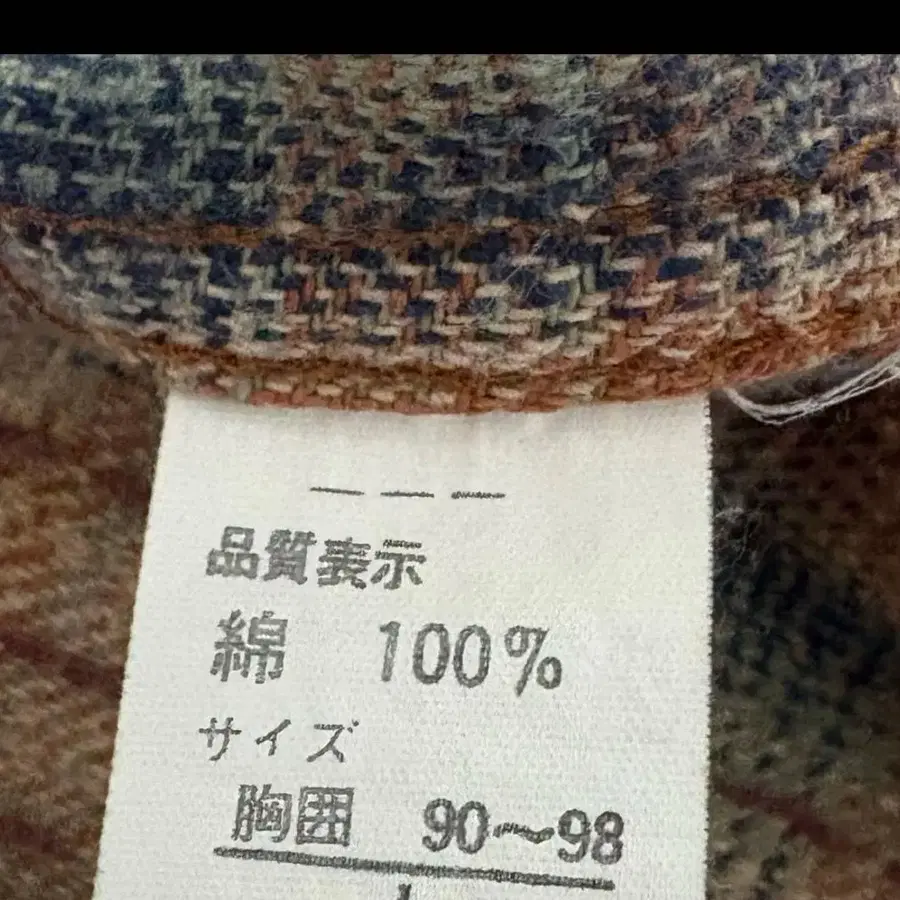 品質表示
綿 100%
サイズ
胸囲 90〜98